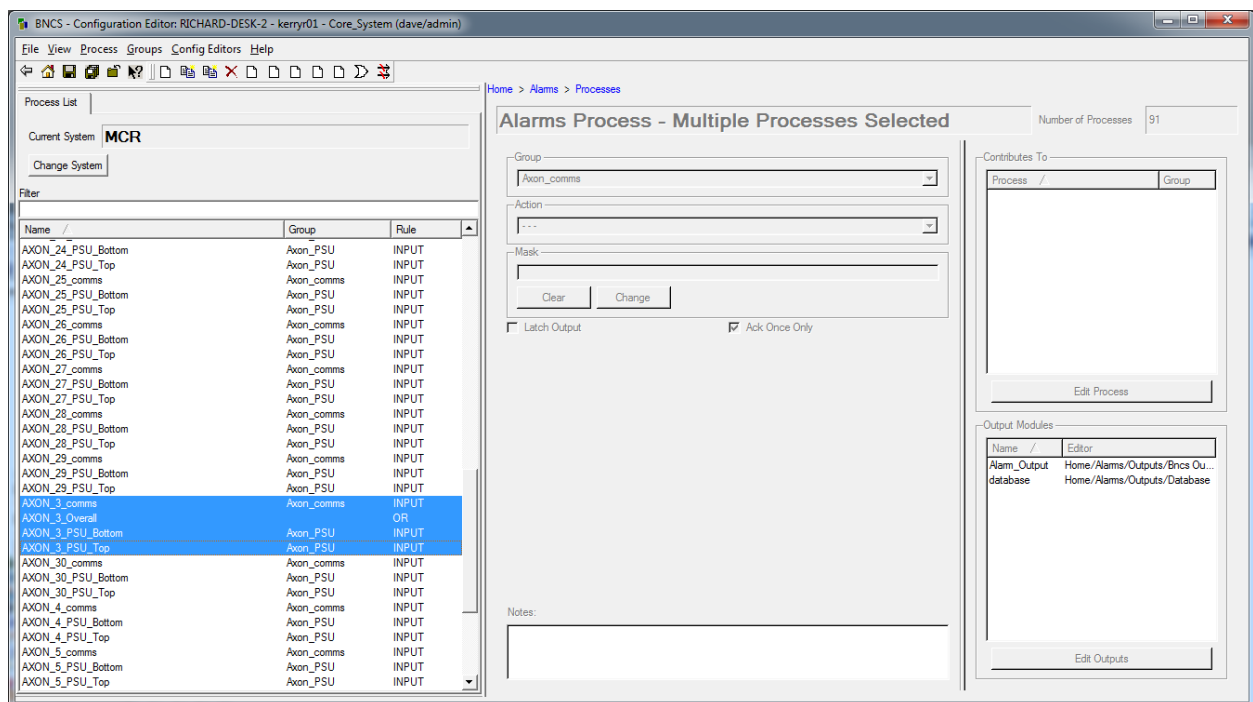 BNCS - Configuration Editor: RICHARD-DESK-2 - kerryr01 - Core_System (dave/admin)
File View Process Groups Config Editors Help
Process List
Current System MCR
Change System
Filter
Name Group Rule
AXON_24_PSU_Bottom Axon_PSU INPUT
AXON_24_PSU_Top Axon_PSU INPUT
AXON_25_comms Axon_comms INPUT
AXON_25_PSU_Bottom Axon_PSU INPUT
AXON_25_PSU_Top Axon_PSU INPUT
AXON_26_comms Axon_comms INPUT
AXON_26_PSU_Bottom Axon_PSU INPUT
AXON_26_PSU_Top Axon_PSU INPUT
AXON_27_comms Axon_comms INPUT
AXON_27_PSU_Bottom Axon_PSU INPUT
AXON_27_PSU_Top Axon_PSU INPUT
AXON_28_comms Axon_comms INPUT
AXON_28_PSU_Bottom Axon_PSU INPUT
AXON_28_PSU_Top Axon_PSU INPUT
AXON_29_comms Axon_comms INPUT
AXON_29_PSU_Bottom Axon_PSU INPUT
AXON_29_PSU_Top Axon_PSU INPUT
AXON_3_comms Axon_comms INPUT
AXON_3_Overall OR
AXON_3_PSU_Bottom Axon_PSU INPUT
AXON_3_PSU_Top Axon_PSU INPUT
AXON_30_comms Axon_comms INPUT
AXON_30_PSU_Bottom Axon_PSU INPUT
AXON_30_PSU_Top Axon_PSU INPUT
AXON_4_comms Axon_comms INPUT
AXON_4_PSU_Bottom Axon_PSU INPUT
AXON_4_PSU_Top Axon_PSU INPUT
AXON_5_comms Axon_comms INPUT
AXON_5_PSU_Bottom Axon_PSU INPUT
AXON_5_PSU_Top Axon_PSU INPUT
Home > Alarms > Processes
Alarms Process - Multiple Processes Selected
Number of Processes 91
Group
Axon_comms
Action
---
Mask
Clear Change
Latch Output Ack Once Only
Notes:
Contributes To
Process Group
Edit Process
Output Modules
Name Editor
Alarm_Output Home/Alarms/Outputs/Bncs Ou...
database Home/Alarms/Outputs/Database
Edit Outputs